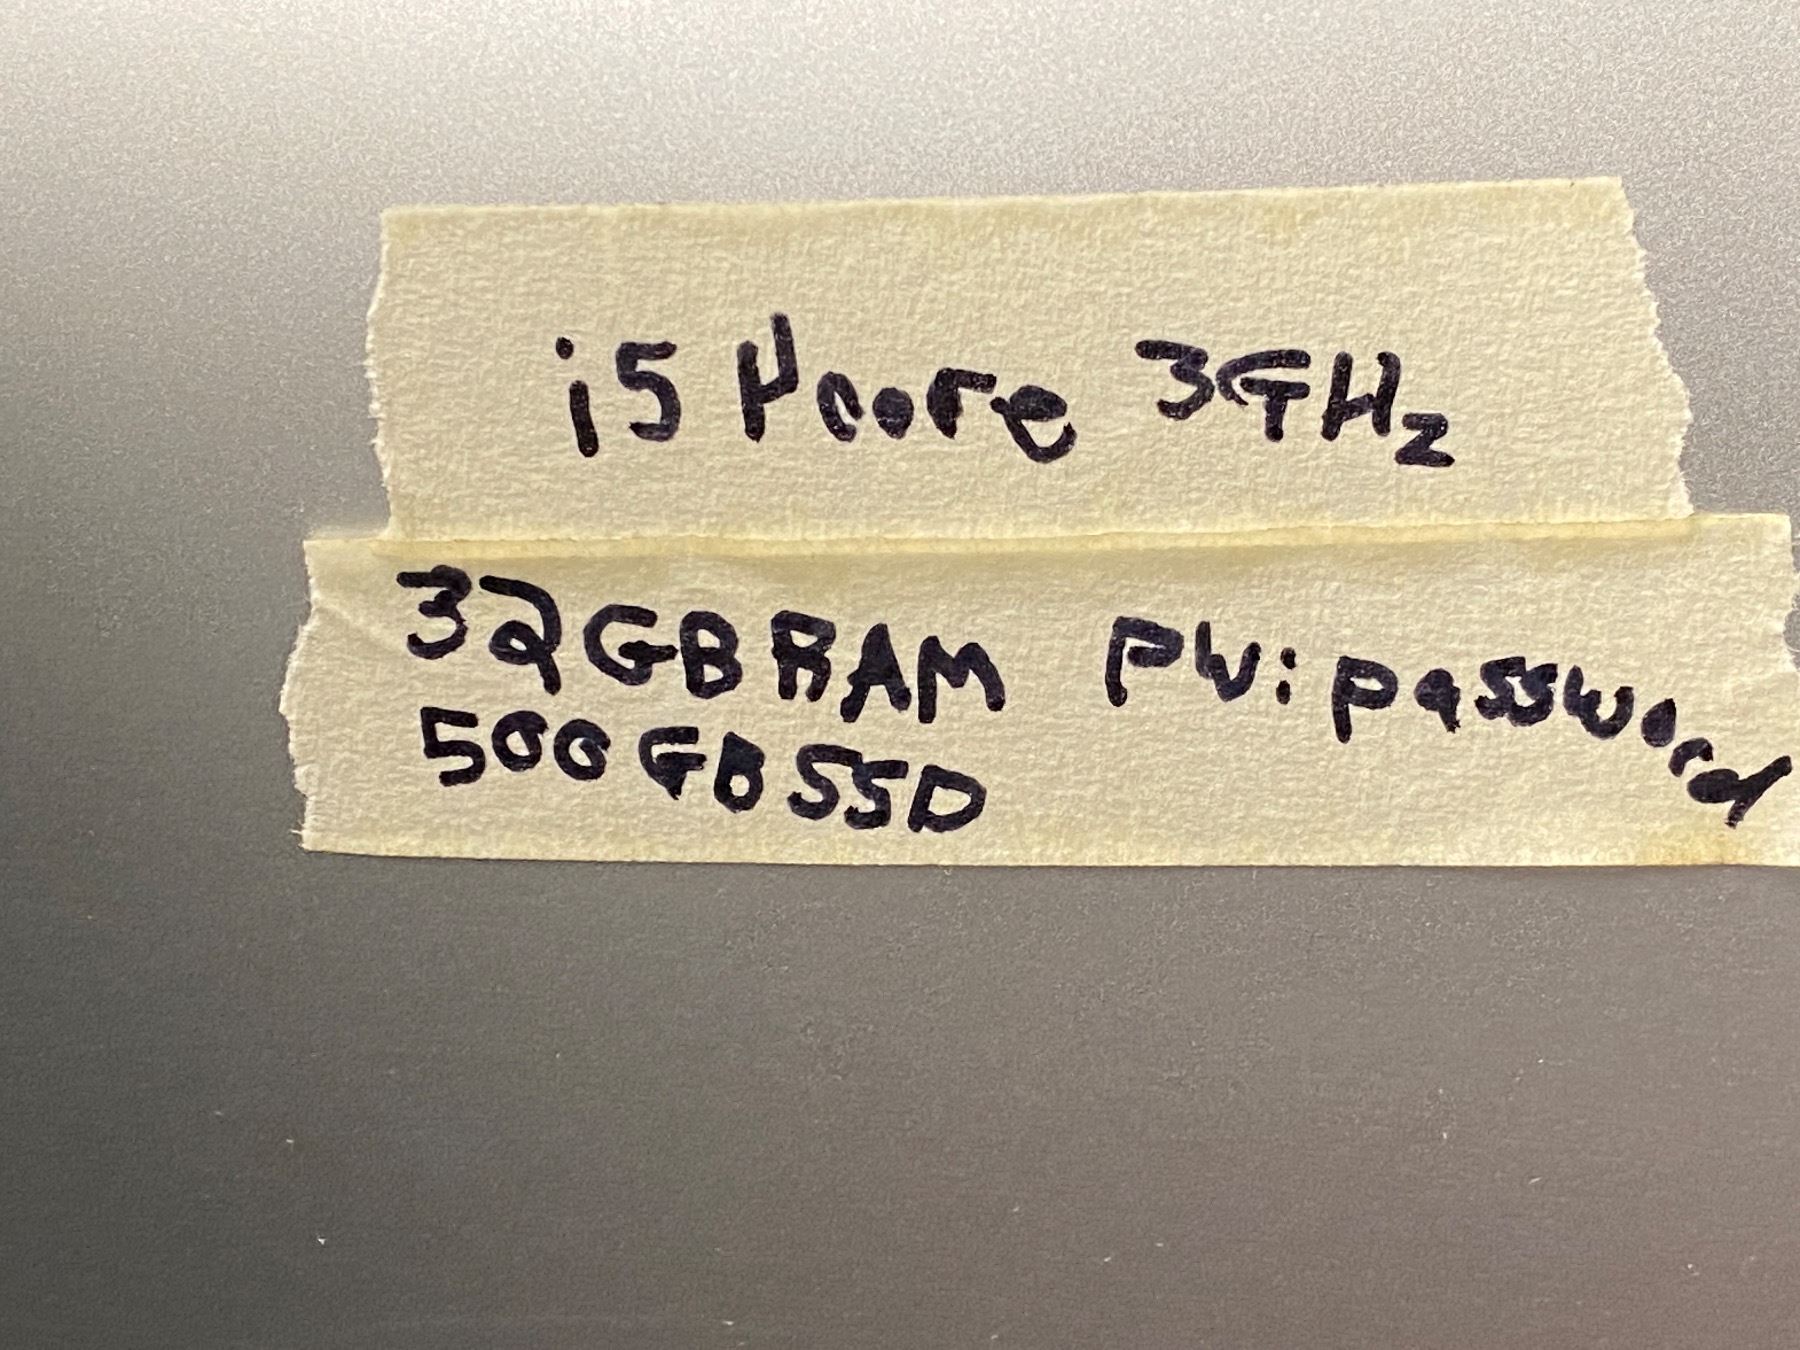 i5 4core 3GHz
32GB RAM PW: password
500GB SSD